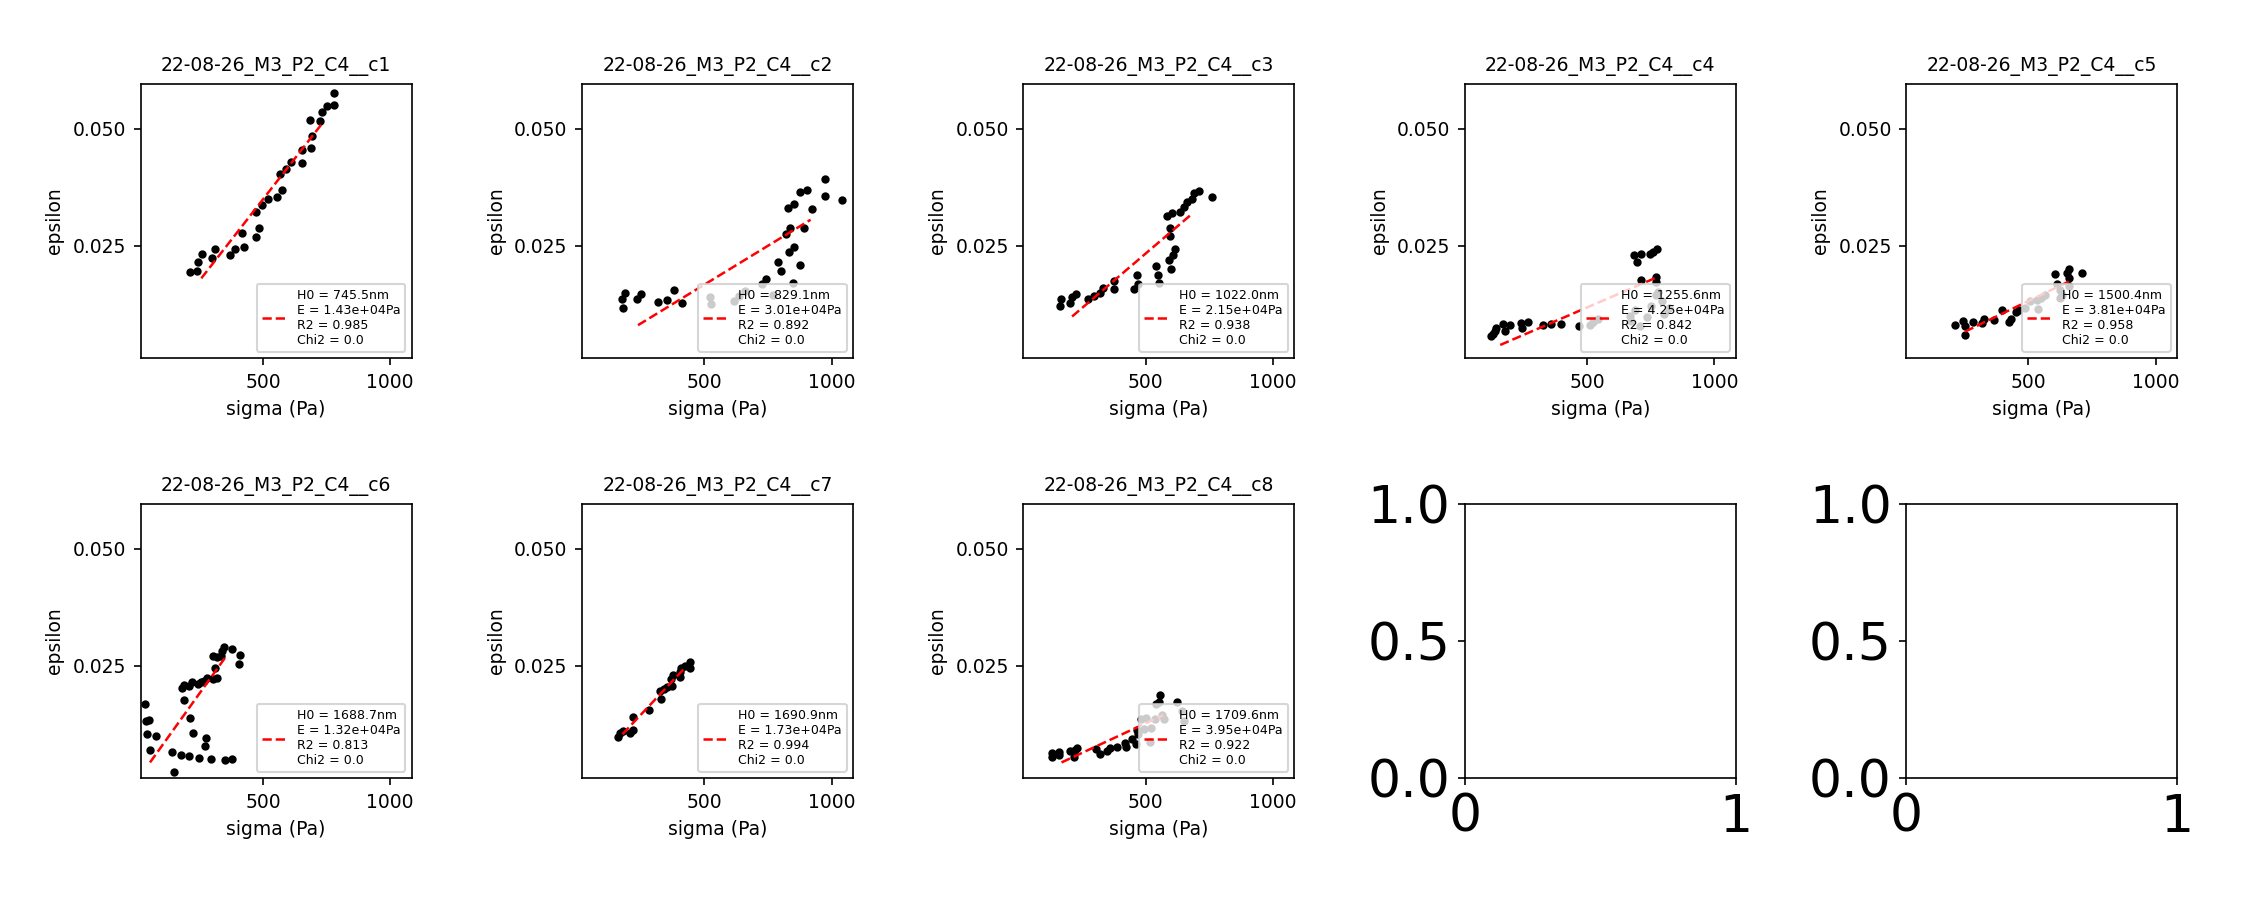 22-08-26_M3_P2_C4__c1
0.050
0.025
epsilon
H0 = 745.5nm
E = 1.43e+04Pa
R2 = 0.985
Chi2 = 0.0
500
1000
sigma (Pa)
22-08-26_M3_P2_C4__c2
0.050
0.025
epsilon
H0 = 829.1nm
E = 3.01e+04Pa
R2 = 0.892
Chi2 = 0.0
500
1000
sigma (Pa)
22-08-26_M3_P2_C4__c3
0.050
0.025
epsilon
H0 = 1022.0nm
E = 2.15e+04Pa
R2 = 0.938
Chi2 = 0.0
500
1000
sigma (Pa)
22-08-26_M3_P2_C4__c4
0.050
0.025
epsilon
H0 = 1255.6nm
E = 4.25e+04Pa
R2 = 0.842
Chi2 = 0.0
500
1000
sigma (Pa)
22-08-26_M3_P2_C4__c5
0.050
0.025
epsilon
H0 = 1500.4nm
E = 3.81e+04Pa
R2 = 0.958
Chi2 = 0.0
500
1000
sigma (Pa)
22-08-26_M3_P2_C4__c6
0.050
0.025
epsilon
H0 = 1688.7nm
E = 1.32e+04Pa
R2 = 0.813
Chi2 = 0.0
500
1000
sigma (Pa)
22-08-26_M3_P2_C4__c7
0.050
0.025
epsilon
H0 = 1690.9nm
E = 1.73e+04Pa
R2 = 0.994
Chi2 = 0.0
500
1000
sigma (Pa)
22-08-26_M3_P2_C4__c8
0.050
0.025
epsilon
H0 = 1709.6nm
E = 3.95e+04Pa
R2 = 0.922
Chi2 = 0.0
500
1000
sigma (Pa)
1.0
0.5
0.0
0
1
1.0
0.5
0.0
0
1